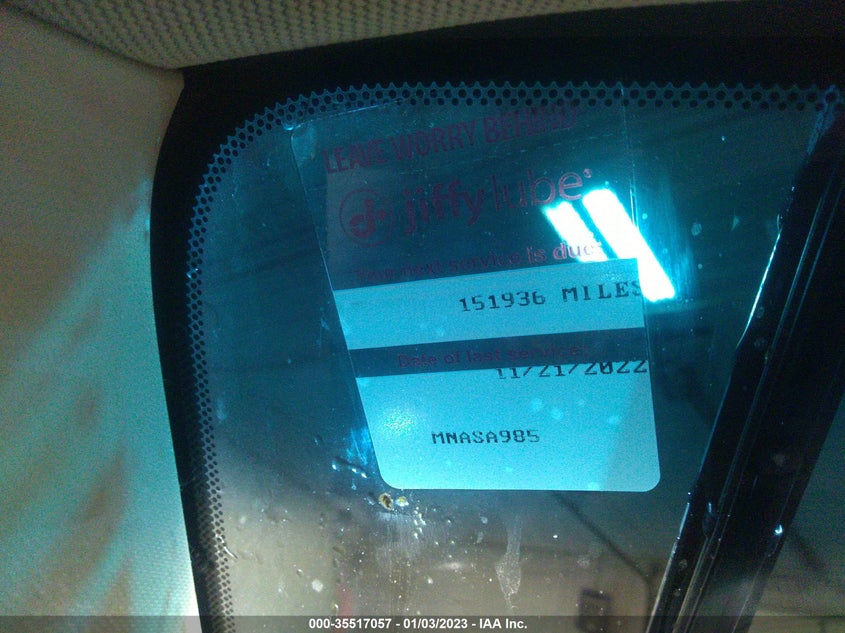 LEAVE WORRY BEHIND
jiffylube
Your next service is due:
151936 MILES
Date of last service:
11/21/2022
MNASA985
000-35517057 - 01/03/2023 - IAA Inc.